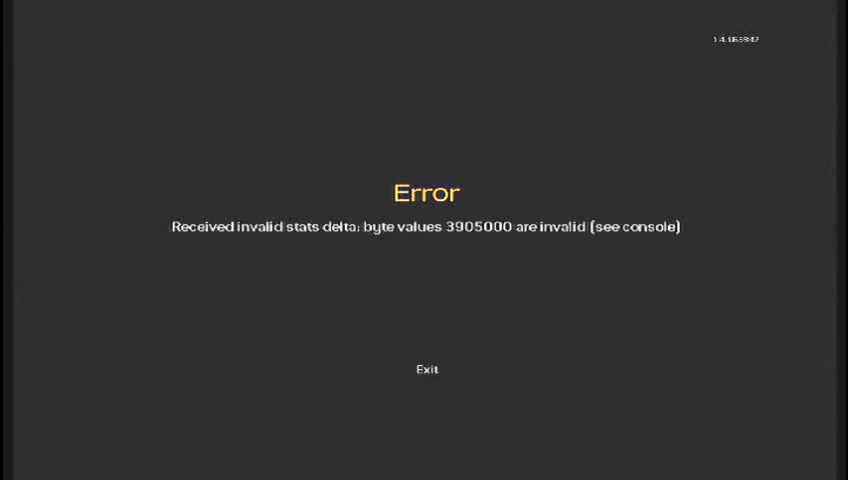 Error
Received invalid stats delta: byte values 3905000 are invalid (see console)
Exit